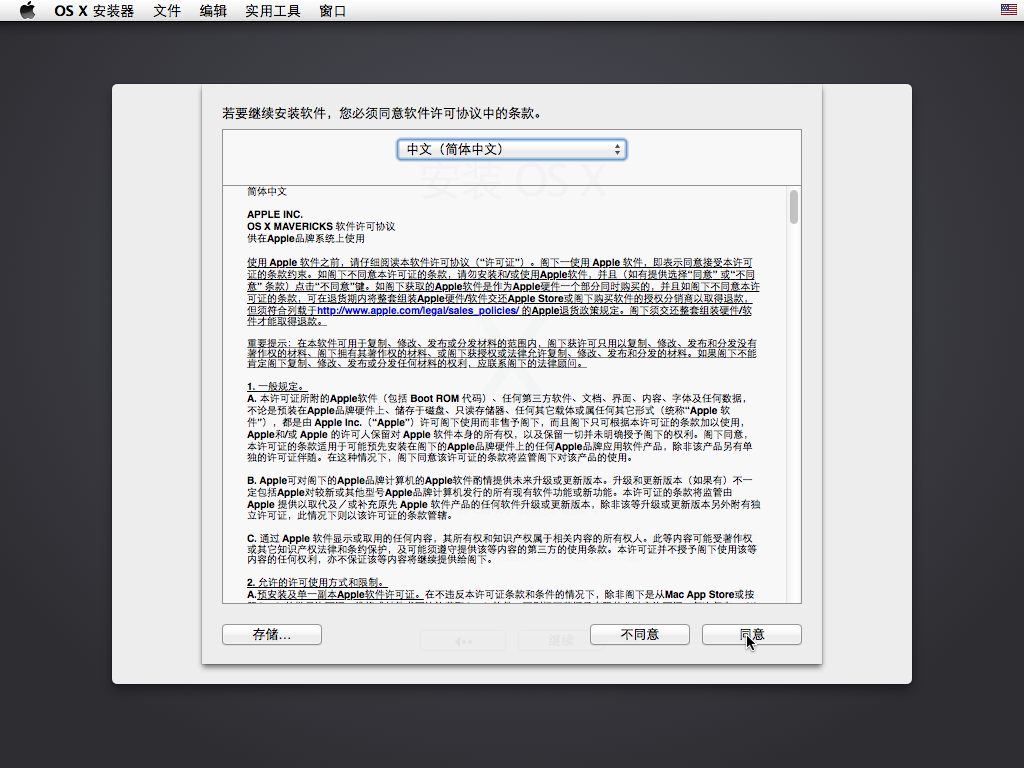 OS X 安装器 文件 编辑 实用工具 窗口
若要继续安装软件，您必须同意软件许可协议中的条款。
中文（简体中文）
安装 OS X
简体中文
APPLE INC.
OS X MAVERICKS 软件许可协议
供在Apple品牌系统上使用
使用 Apple 软件之前，请仔细阅读本软件许可协议（“许可证”）。阁下一使用 Apple 软件，即表示同意接受本许可
证的条款约束。如阁下不同意本许可证的条款，请勿安装和/或使用Apple软件，并且（如有提供选择“同意” 或“不同
意” 条款）点击“不同意”键。如阁下获取的Apple软件是作为Apple硬件一个部分同时购买的，并且如阁下不同意本许
可证的条款，可在退货期内将整套组装Apple硬件/软件交还Apple Store或阁下购买软件的授权分销商以取得退款，
但须符合列载于http://www.apple.com/legal/sales_policies/ 的Apple退货政策规定。阁下须交还整套组装硬件/软
件才能取得退款。
重要提示：在本软件可用于复制、修改、发布或分发材料的范围内，阁下获许可只用以复制、修改、发布和分发没有
著作权的材料、阁下拥有其著作权的材料、或阁下获授权或法律允许复制、修改、发布和分发的材料。如果阁下不能
肯定阁下复制、修改、发布或分发任何材料的权利，应联系阁下的法律顾问。
1. 一般规定。
A. 本许可证所附的Apple软件（包括 Boot ROM 代码）、任何第三方软件、文档、界面、内容、字体及任何数据，
不论是预装在Apple品牌硬件上、储存于磁盘、只读存储器、任何其它载体或属任何其它形式（统称“Apple 软
件”），都是由 Apple Inc.（“Apple”）许可阁下使用而非售予阁下，而且阁下只可根据本许可证的条款加以使用，
Apple和/或 Apple 的许可人保留对 Apple 软件本身的所有权，以及保留一切并未明确授予阁下的权利。阁下同意，
本许可证的条款适用于可能预先安装在阁下的Apple品牌硬件上的任何Apple品牌应用软件产品，除非该产品另有单
独的许可证伴随。在这种情况下，阁下同意该许可证的条款将监管阁下对该产品的使用。
B. Apple可对阁下的Apple品牌计算机的Apple软件酌情提供未来升级或更新版本。升级和更新版本（如果有）不一
定包括Apple对较新或其他型号Apple品牌计算机发行的所有现有软件功能或新功能。本许可证的条款将监管由
Apple 提供以取代及／或补充原先 Apple 软件产品的任何软件升级或更新版本，除非该等升级或更新版本另外附有独
立许可证，此情况下则以该许可证的条款管辖。
C. 通过 Apple 软件显示或取用的任何内容，其所有权和知识产权属于相关内容的所有权人。此等内容可能受著作权
或其它知识产权法律和条约保护，及可能须遵守提供该等内容的第三方的使用条款。本许可证并不授予阁下使用该等
内容的任何权利，亦不保证该等内容将继续提供给阁下。
2. 允许的许可使用方式和限制。
A.预安装及单一副本Apple软件许可证。在不违反本许可证条款和条件的情况下，除非阁下是从Mac App Store或按
存储… 继续 不同意 同意